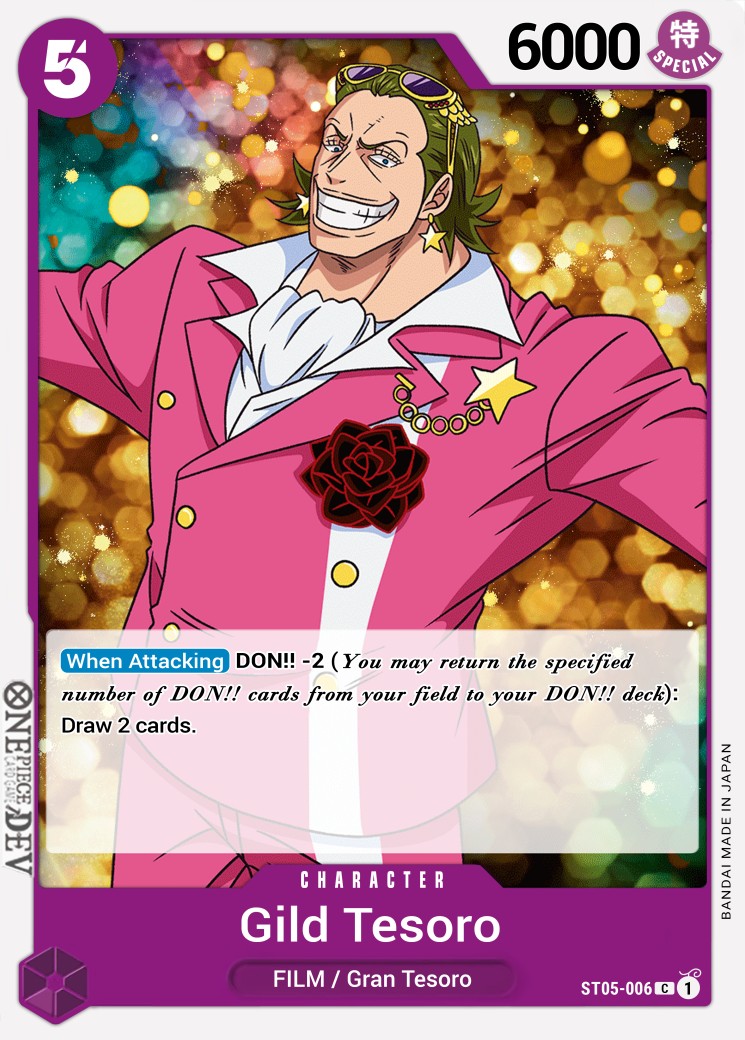 5
6000
特
SPECIAL
When Attacking DON!! -2 (You may return the specified
number of DON!! cards from your field to your DON!! deck):
Draw 2 cards.
ONE PIECE
CARD GAME
/DEV
BANDAI MADE IN JAPAN
CHARACTER
Gild Tesoro
FILM / Gran Tesoro
ST05-006 C 1